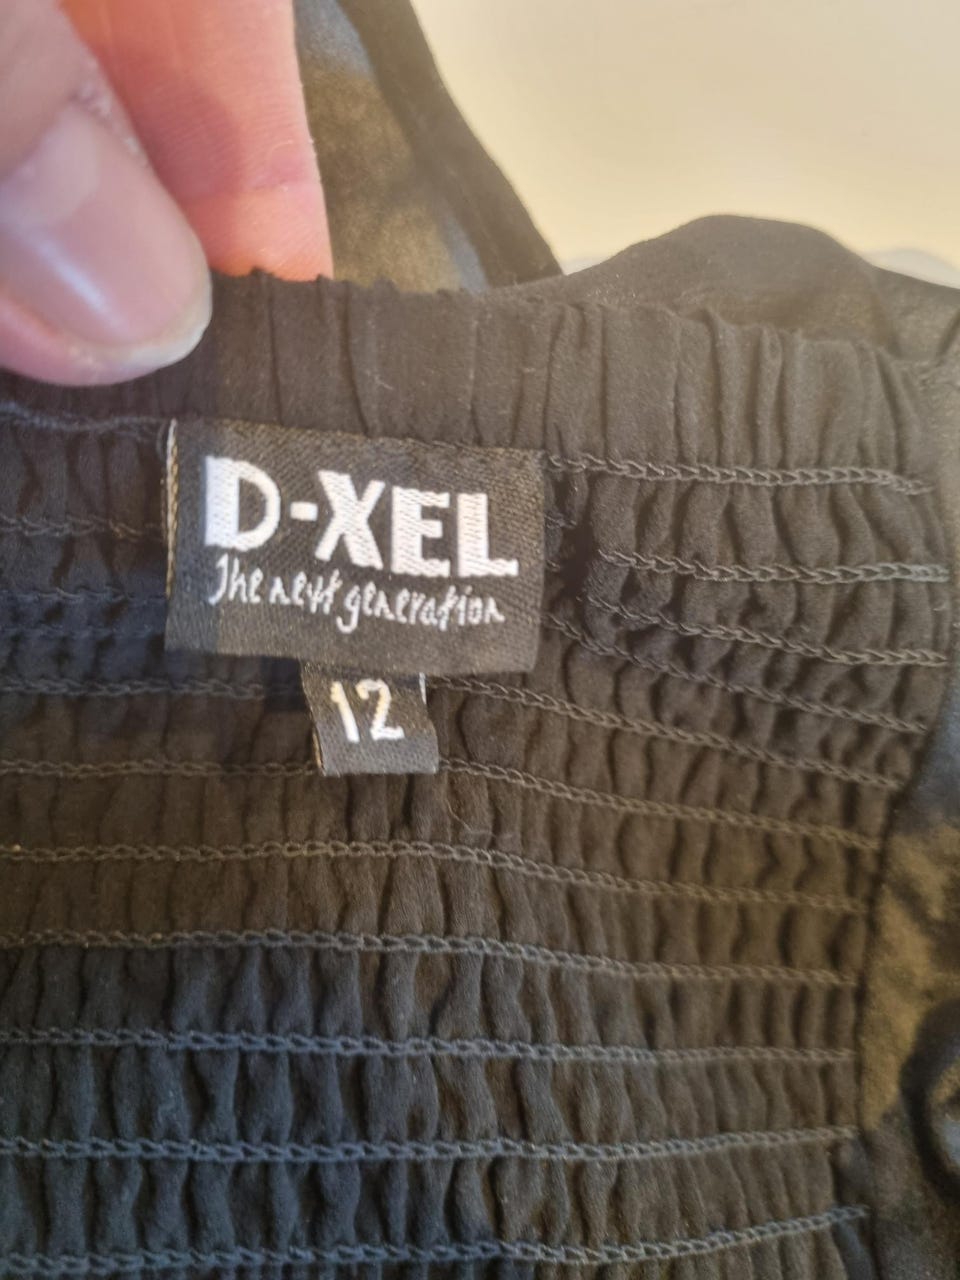 D-XEL
The next generation
12